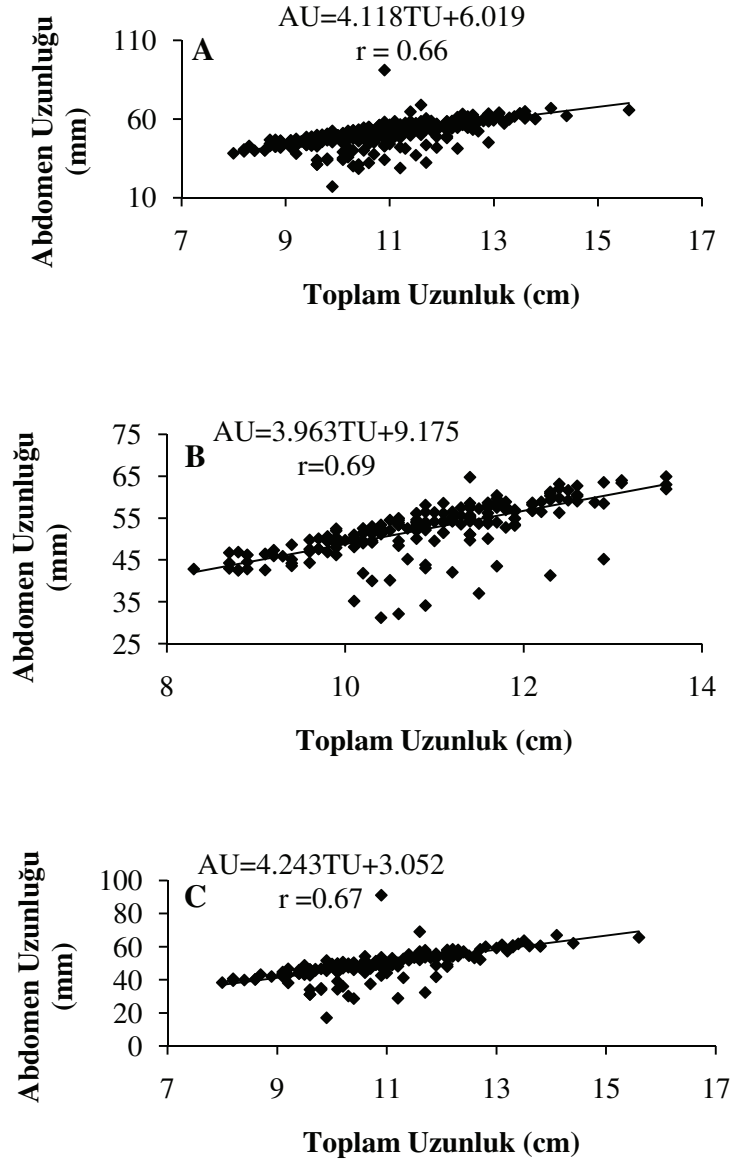 AU=4.118TU+6.019
A
r = 0.66
Abdomen Uzunluğu
(mm)
110
60
10
7 9 11 13 15 17
Toplam Uzunluk (cm)
AU=3.963TU+9.175
B
r=0.69
Abdomen Uzunluğu
(mm)
75
65
55
45
35
25
8 10 12 14
Toplam Uzunluk (cm)
AU=4.243TU+3.052
C
r =0.67
Abdomen Uzunluğu
(mm)
100
80
60
40
20
0
7 9 11 13 15 17
Toplam Uzunluk (cm)